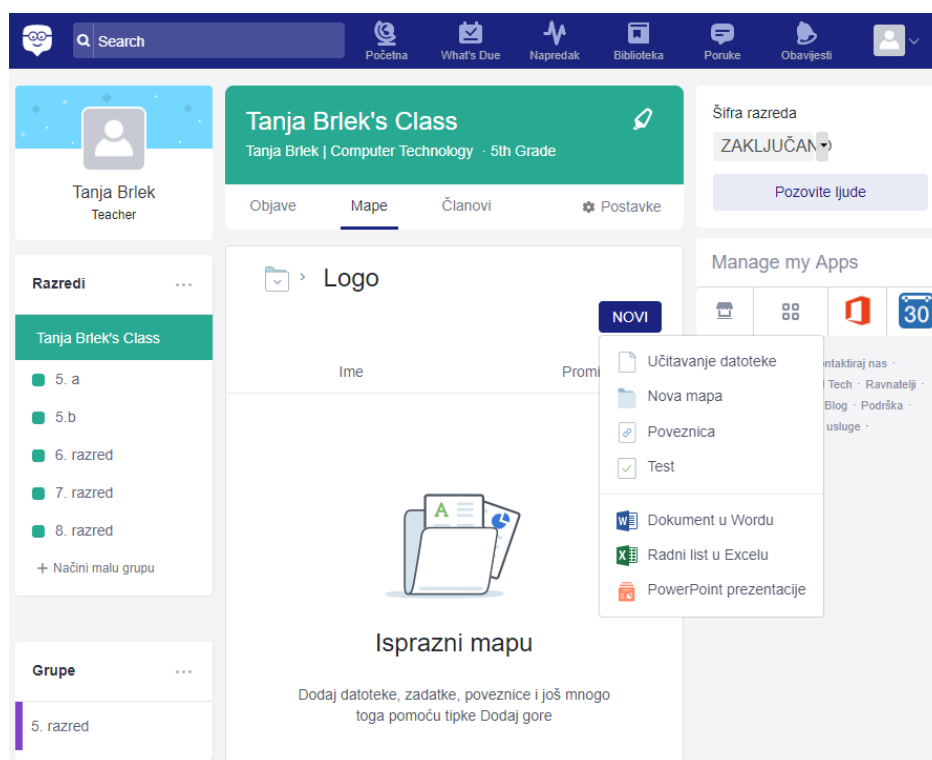 Search
Početna
What's Due
Napredak
Biblioteka
Poruke
Obavijesti
Tanja Brlek
Teacher
Razredi
Tanja Brlek's Class
5. a
5.b
6. razred
7. razred
8. razred
+ Načini malu grupu
Grupe
5. razred
Tanja Brlek's Class
Tanja Brlek | Computer Technology · 5th Grade
Objave
Mape
Članovi
Postavke
Logo
NOVI
Ime
Promi
Učitavanje datoteke
Nova mapa
Poveznica
Test
Dokument u Wordu
Radni list u Excelu
PowerPoint prezentacije
A
Isprazni mapu
Dodaj datoteke, zadatke, poveznice i još mnogo
toga pomoću tipke Dodaj gore
Šifra razreda
ZAKLJUČAN
Pozovite ljude
Manage my Apps
30
ntaktiraj nas ·
Tech · Ravnatelji ·
Blog · Podrška ·
usluge ·